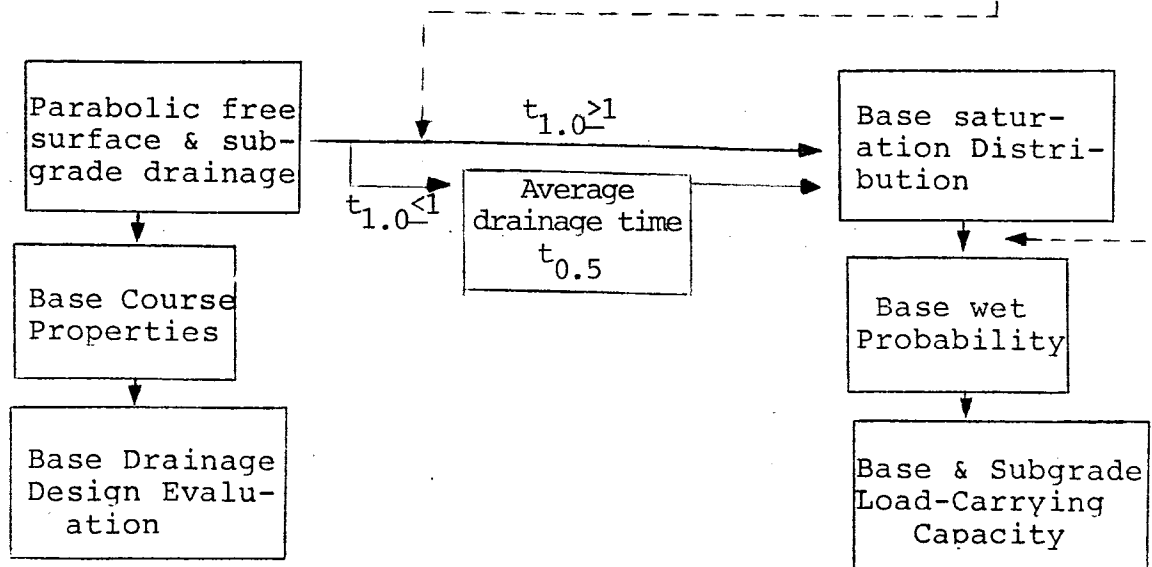 Parabolic free
surface & sub-
grade drainage
t1.0≥1
t1.0≤1
Average
drainage time
t0.5
Base satur-
ation Distri-
bution
Base Course
Properties
Base wet
Probability
Base Drainage
Design Evalu-
ation
Base & Subgrade
Load-Carrying
Capacity